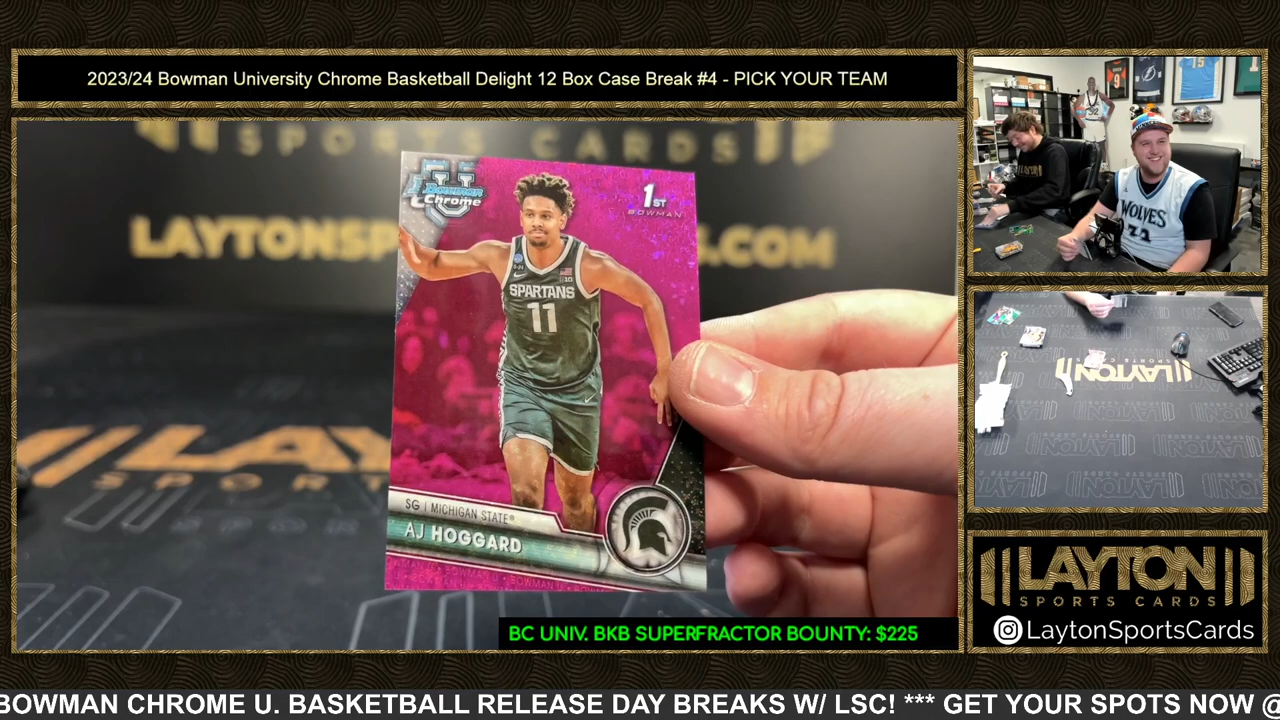 2023/24 Bowman University Chrome Basketball Delight 12 Box Case Break #4 - PICK YOUR TEAM
Bowman
Chrome
1ST
BOWMAN
SPARTANS
11
SG | MICHIGAN STATE®
AJ HOGGARD
WOLVES
LAYTON
SPORTS CARDS
LaytonSportsCards
BC UNIV. BKB SUPERFRACTOR BOUNTY: $225
BOWMAN CHROME U. BASKETBALL RELEASE DAY BREAKS W/ LSC! *** GET YOUR SPOTS NOW @